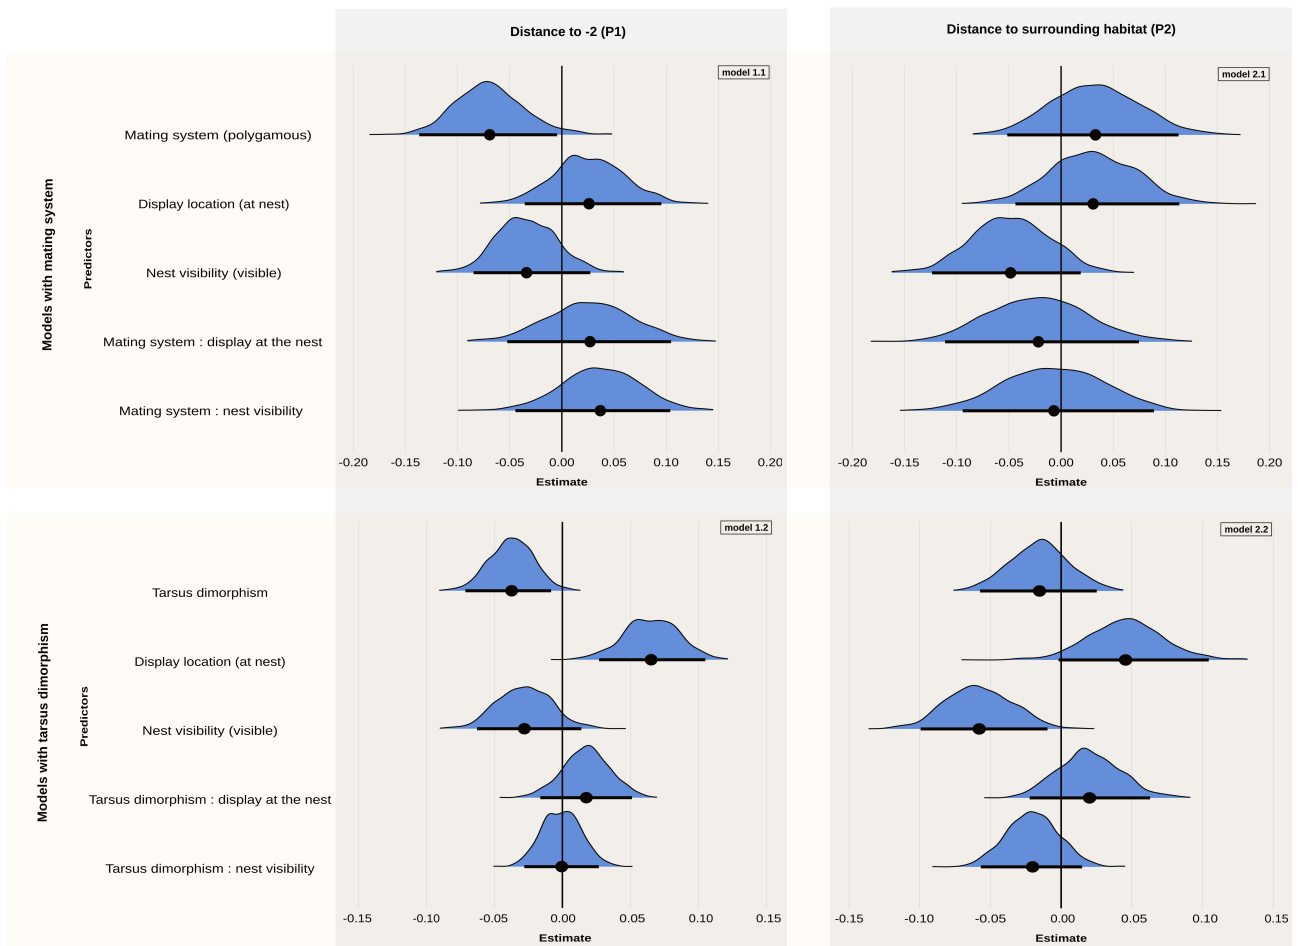 Distance to -2 (P1)
Distance to surrounding habitat (P2)
Models with mating system
Predictors
Mating system (polygamous)
Display location (at nest)
Nest visibility (visible)
Mating system : display at the nest
Mating system : nest visibility
model 1.1
-0.20 -0.15 -0.10 -0.05 0.00 0.05 0.10 0.15 0.20
Estimate
model 2.1
-0.20 -0.15 -0.10 -0.05 0.00 0.05 0.10 0.15 0.20
Estimate
Models with tarsus dimorphism
Predictors
Tarsus dimorphism
Display location (at nest)
Nest visibility (visible)
Tarsus dimorphism : display at the nest
Tarsus dimorphism : nest visibility
model 1.2
-0.15 -0.10 -0.05 0.00 0.05 0.10 0.15
Estimate
model 2.2
-0.15 -0.10 -0.05 0.00 0.05 0.10 0.15
Estimate